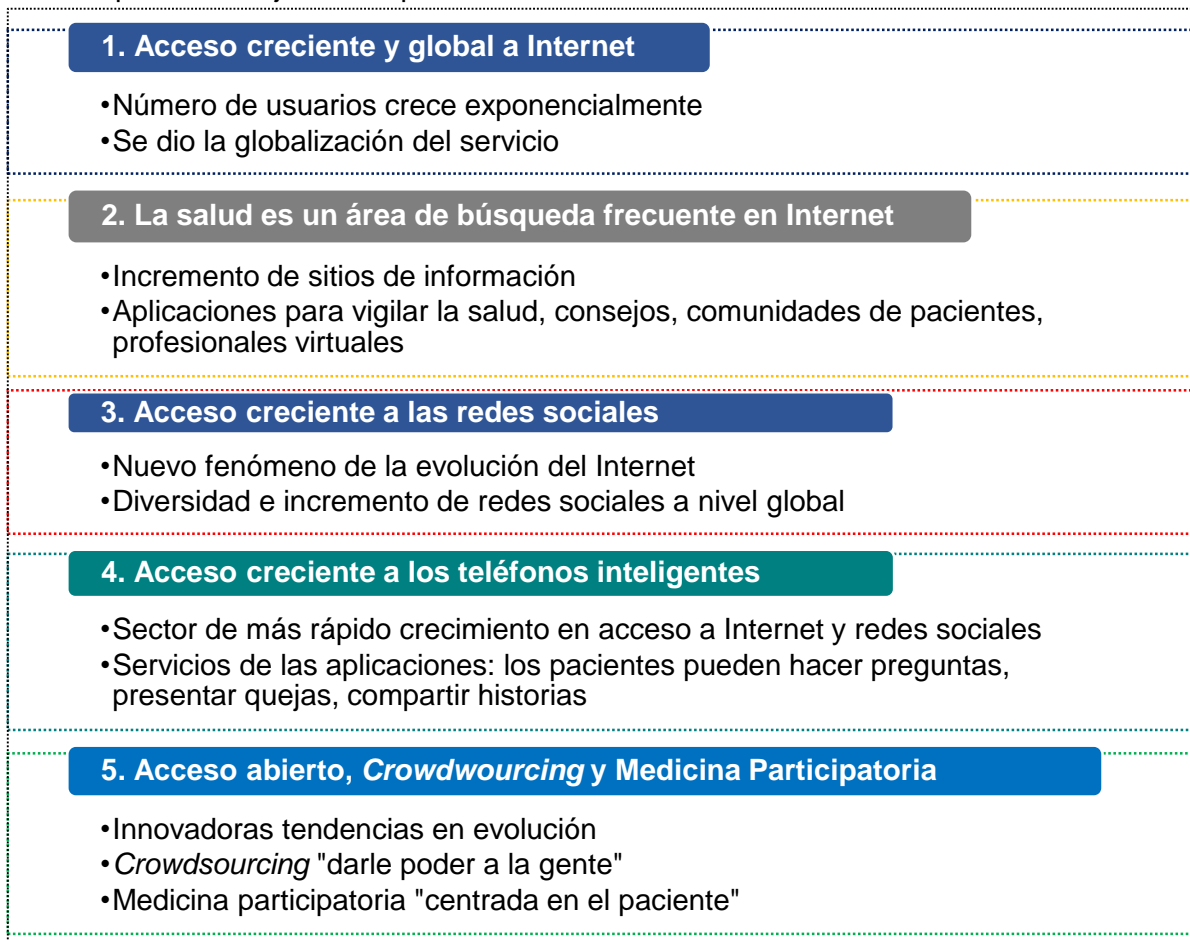 1. Acceso creciente y global a Internet
•Número de usuarios crece exponencialmente
•Se dio la globalización del servicio
2. La salud es un área de búsqueda frecuente en Internet
•Incremento de sitios de información
•Aplicaciones para vigilar la salud, consejos, comunidades de pacientes,
profesionales virtuales
3. Acceso creciente a las redes sociales
•Nuevo fenómeno de la evolución del Internet
•Diversidad e incremento de redes sociales a nivel global
4. Acceso creciente a los teléfonos inteligentes
•Sector de más rápido crecimiento en acceso a Internet y redes sociales
•Servicios de las aplicaciones: los pacientes pueden hacer preguntas,
presentar quejas, compartir historias
5. Acceso abierto, Crowdwourcing y Medicina Participatoria
•Innovadoras tendencias en evolución
•Crowdsourcing "darle poder a la gente"
•Medicina participatoria "centrada en el paciente"